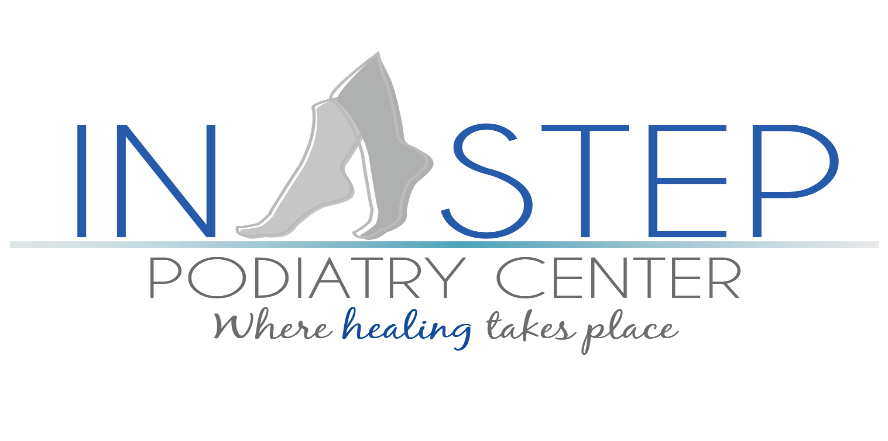 IN STEP
PODIATRY CENTER
Where healing takes place